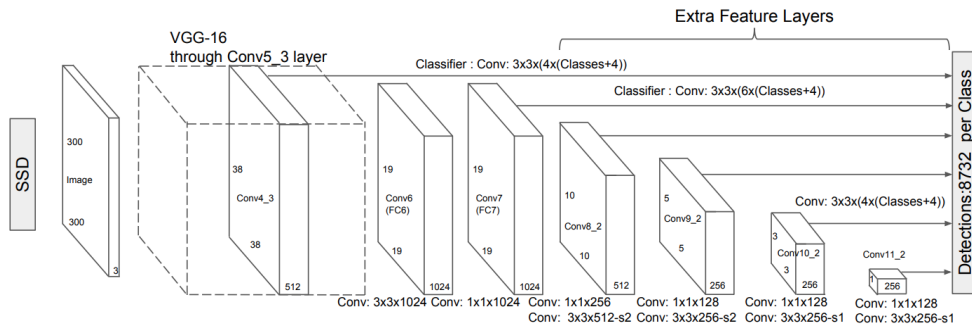 Extra Feature Layers
VGG-16
through Conv5_3 layer
Classifier : Conv: 3x3x(4x(Classes+4))
Classifier : Conv: 3x3x(6x(Classes+4))
SSD
300
Image
300
3
38
Conv4_3
38
512
19
Conv6
(FC6)
19
1024
19
Conv7
(FC7)
19
1024
10
Conv8_2
10
512
5
Conv9_2
5
256
Conv: 3x3x(4x(Classes+4))
3
Conv10_2
3
256
Conv11_2
1
256
Detections:8732 per Class
Conv: 3x3x1024
Conv: 1x1x1024
Conv: 1x1x256
Conv: 3x3x512-s2
Conv: 1x1x128
Conv: 3x3x256-s2
Conv: 1x1x128
Conv: 3x3x256-s1
Conv: 1x1x128
Conv: 3x3x256-s1